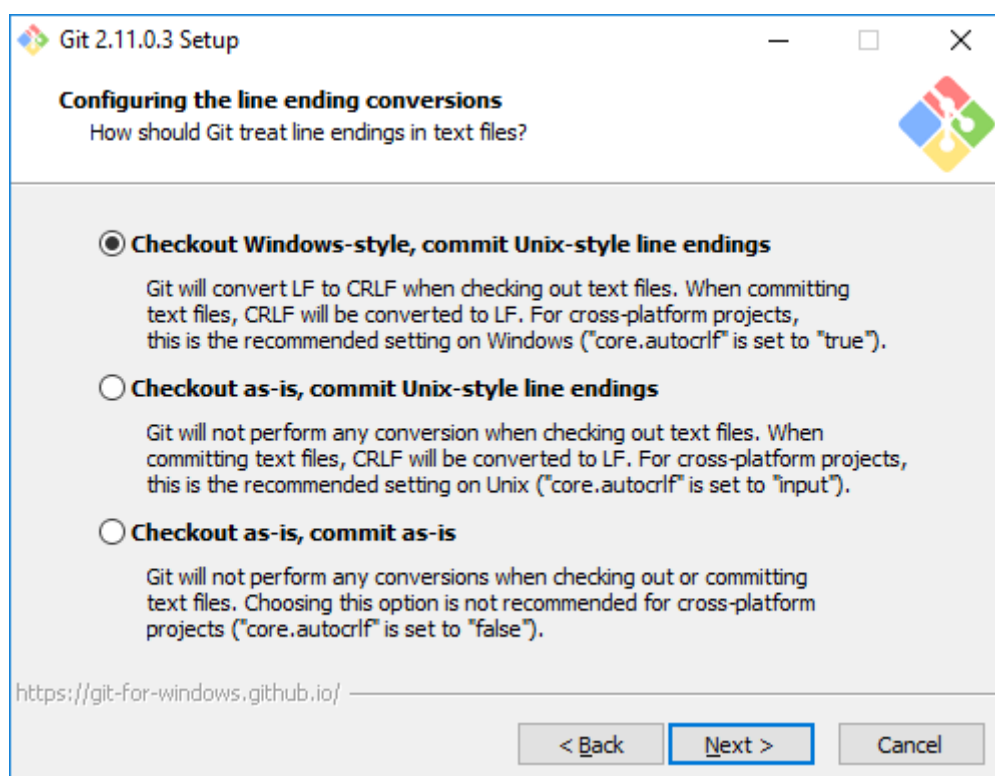 Git 2.11.0.3 Setup
Configuring the line ending conversions
How should Git treat line endings in text files?
Checkout Windows-style, commit Unix-style line endings
Git will convert LF to CRLF when checking out text files. When committing
text files, CRLF will be converted to LF. For cross-platform projects,
this is the recommended setting on Windows ("core.autocrlf" is set to "true").
Checkout as-is, commit Unix-style line endings
Git will not perform any conversion when checking out text files. When
committing text files, CRLF will be converted to LF. For cross-platform projects,
this is the recommended setting on Unix ("core.autocrlf" is set to "input").
Checkout as-is, commit as-is
Git will not perform any conversions when checking out or committing
text files. Choosing this option is not recommended for cross-platform
projects ("core.autocrlf" is set to "false").
https://git-for-windows.github.io/
< Back Next > Cancel